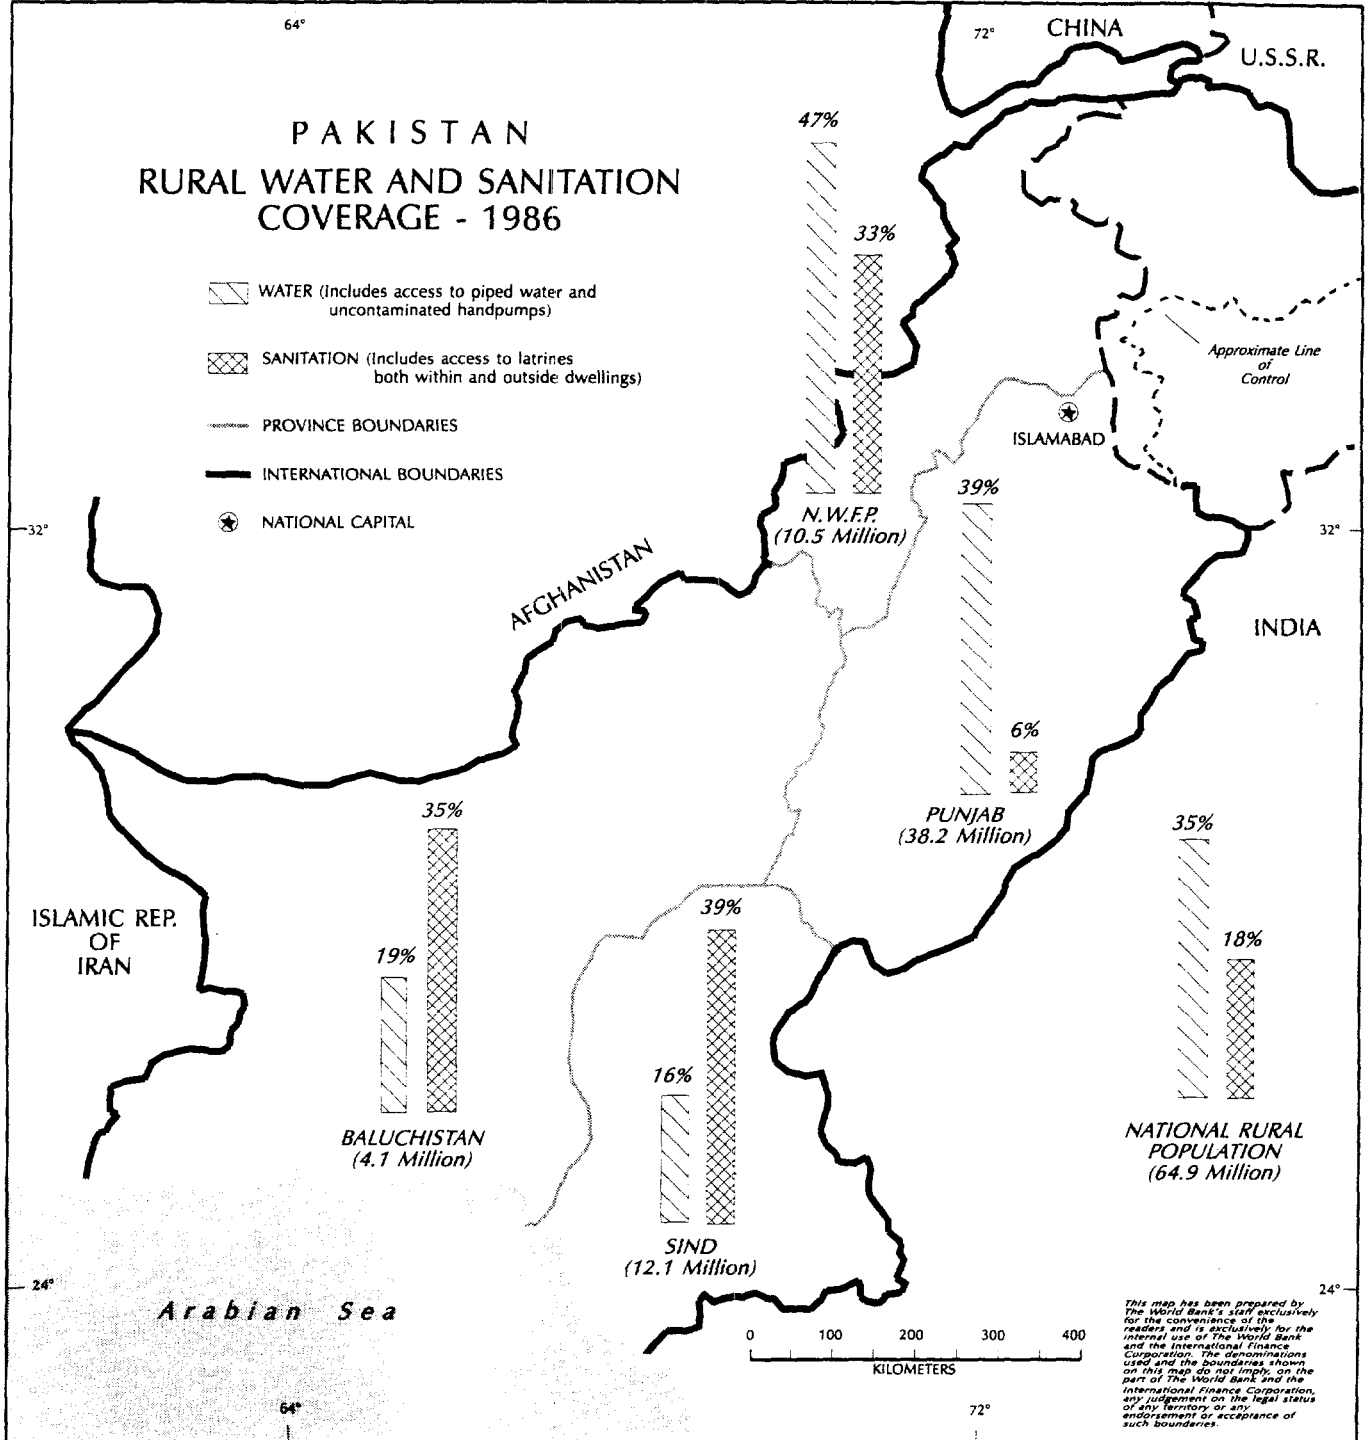 64°
72°
CHINA
U.S.S.R.
PAKISTAN
RURAL WATER AND SANITATION
COVERAGE - 1986
WATER (Includes access to piped water and
uncontaminated handpumps)
SANITATION (Includes access to latrines
both within and outside dwellings)
PROVINCE BOUNDARIES
INTERNATIONAL BOUNDARIES
NATIONAL CAPITAL
47%
33%
N.W.F.P.
(10.5 Million)
Approximate Line
of
Control
ISLAMABAD
32°
32°
AFGHANISTAN
INDIA
39%
6%
PUNJAB
(38.2 Million)
35%
18%
NATIONAL RURAL
POPULATION
(64.9 Million)
ISLAMIC REP.
OF
IRAN
19%
35%
BALUCHISTAN
(4.1 Million)
16%
39%
SIND
(12.1 Million)
24°
24°
Arabian Sea
0 100 200 300 400
KILOMETERS
64°
72°
This map has been prepared by
The World Bank's staff exclusively
for the convenience of the
readers and is exclusively for the
internal use of The World Bank
and the International Finance
Corporation. The denominations
used and the boundaries shown
on this map do not imply, on the
part of The World Bank and the
International Finance Corporation,
any judgement on the legal status
of any territory or any
endorsement or acceptance of
such boundaries.